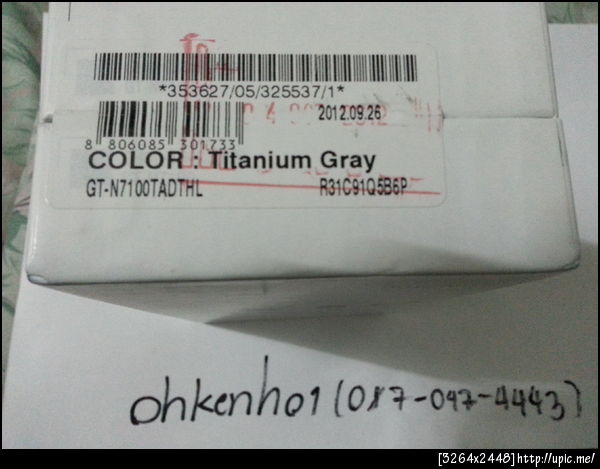 *353627/05/325537/1*
2012.09.26
8 806085 301733
COLOR : Titanium Gray
GT-N7100TADTHL R31C91Q5B6P
ohkenho1 (087-097-4443)
[3264x2448]http://upic.me/